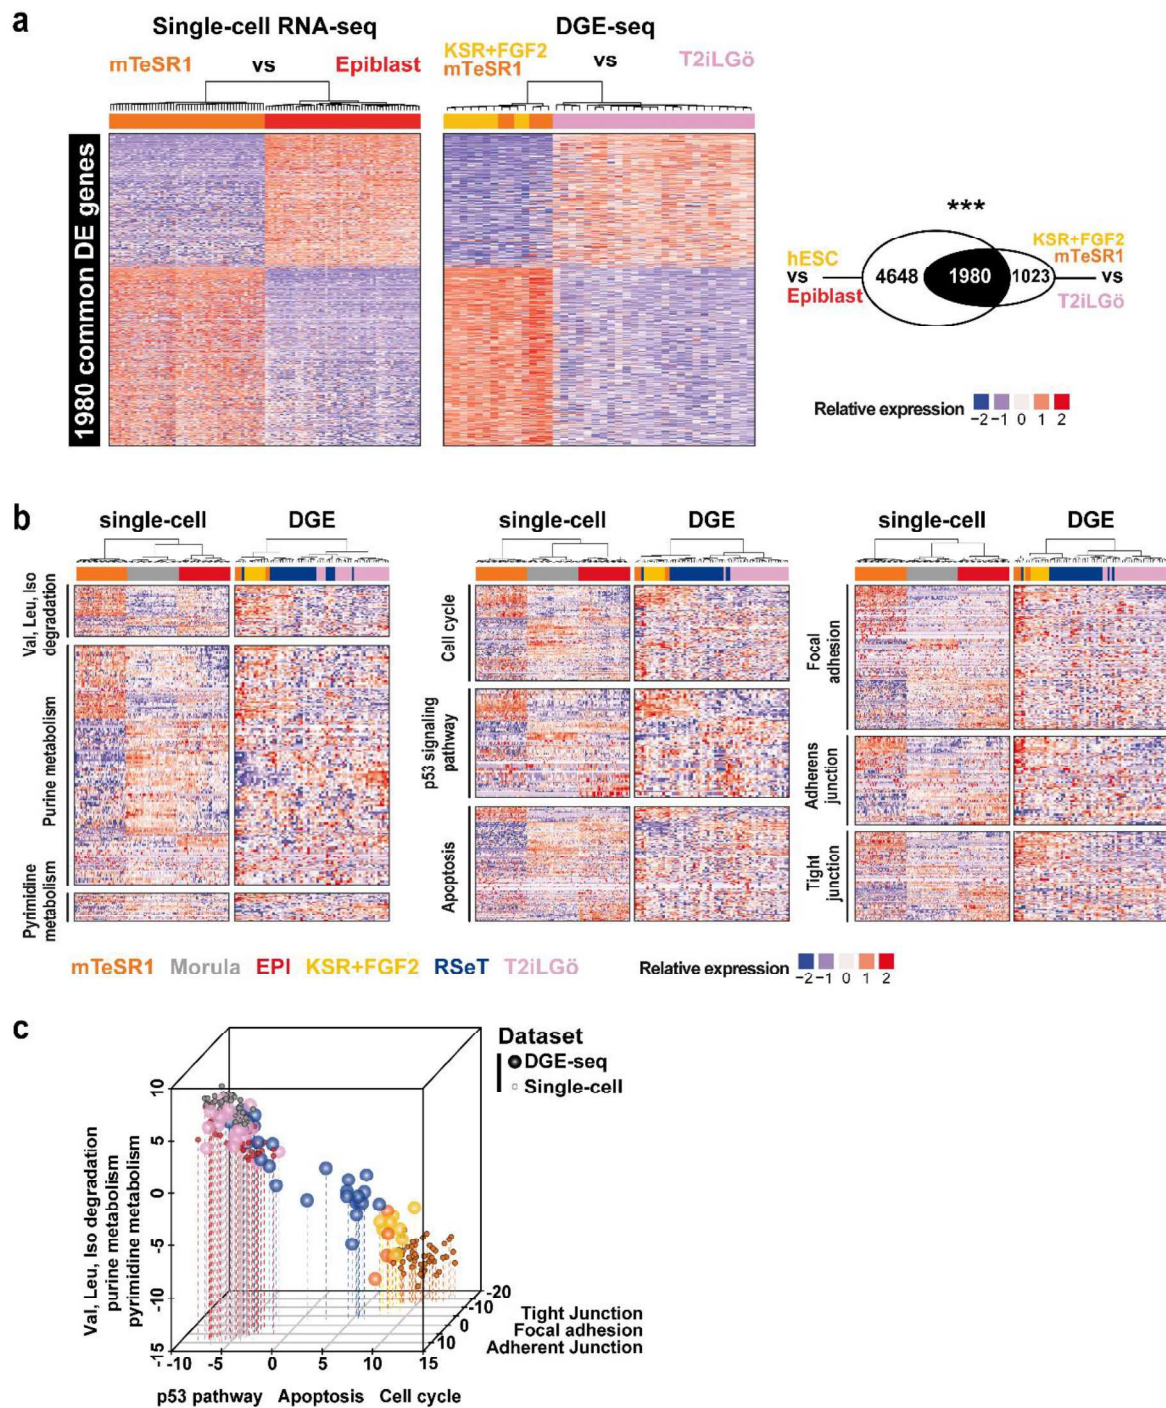 a
Single-cell RNA-seq
mTeSR1 vs Epiblast
DGE-seq
KSR+FGF2
mTeSR1
vs
T2iLGö
1980 common DE genes
***
hESC
vs
Epiblast
4648
1980
1023
KSR+FGF2
mTeSR1
vs
T2iLGö
Relative expression
-2 -1 0 1 2
b
single-cell DGE
Val, Leu, Iso
degradation
Purine metabolism
Pyrimidine
metabolism
single-cell DGE
Cell cycle
p53 signaling
pathway
Apoptosis
single-cell DGE
Focal
adhesion
Adherens
junction
Tight
junction
mTeSR1 Morula EPI KSR+FGF2 RSeT T2iLGö
Relative expression
-2 -1 0 1 2
c
Dataset
DGE-seq
Single-cell
Val, Leu, Iso degradation
purine metabolism
pyrimidine metabolism
10
5
0
-5
-10
-15
-10 -5 0 5 10 15
p53 pathway Apoptosis Cell cycle
-20
-10
0
-10
Tight Junction
Focal adhesion
Adherent Junction